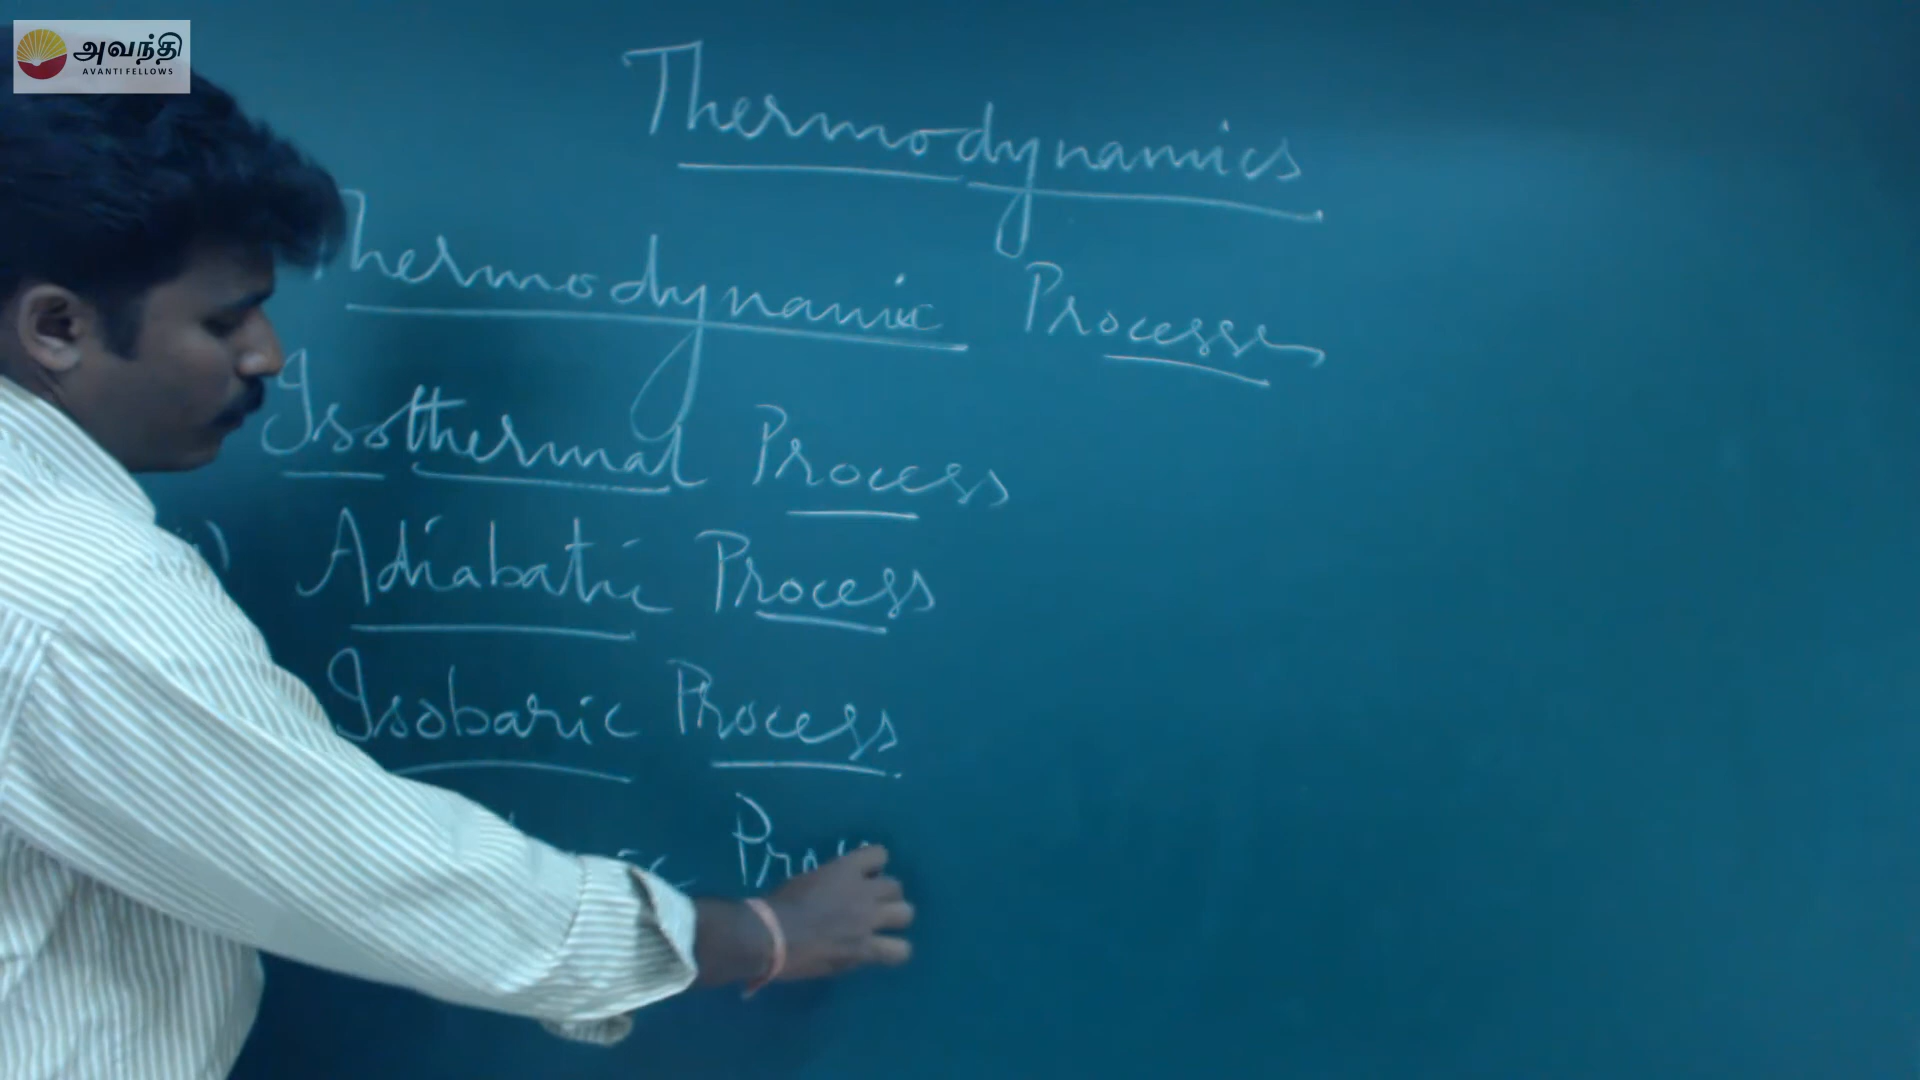 அவந்தி
AVANTI FELLOWS
Thermodynamics
Thermodynamic Processes
Isothermal Process
Adiabatic Process
Isobaric Process